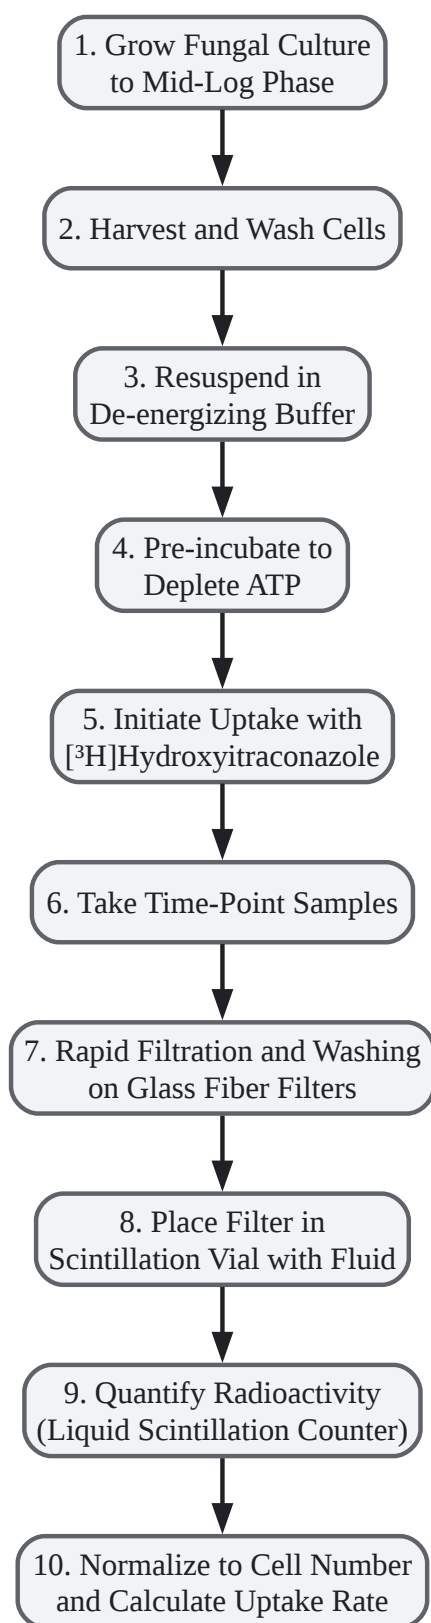 1. Grow Fungal Culture
to Mid-Log Phase
2. Harvest and Wash Cells
3. Resuspend in
De-energizing Buffer
4. Pre-incubate to
Deplete ATP
5. Initiate Uptake with
[³H]Hydroxyitraconazole
6. Take Time-Point Samples
7. Rapid Filtration and Washing
on Glass Fiber Filters
8. Place Filter in
Scintillation Vial with Fluid
9. Quantify Radioactivity
(Liquid Scintillation Counter)
10. Normalize to Cell Number
and Calculate Uptake Rate